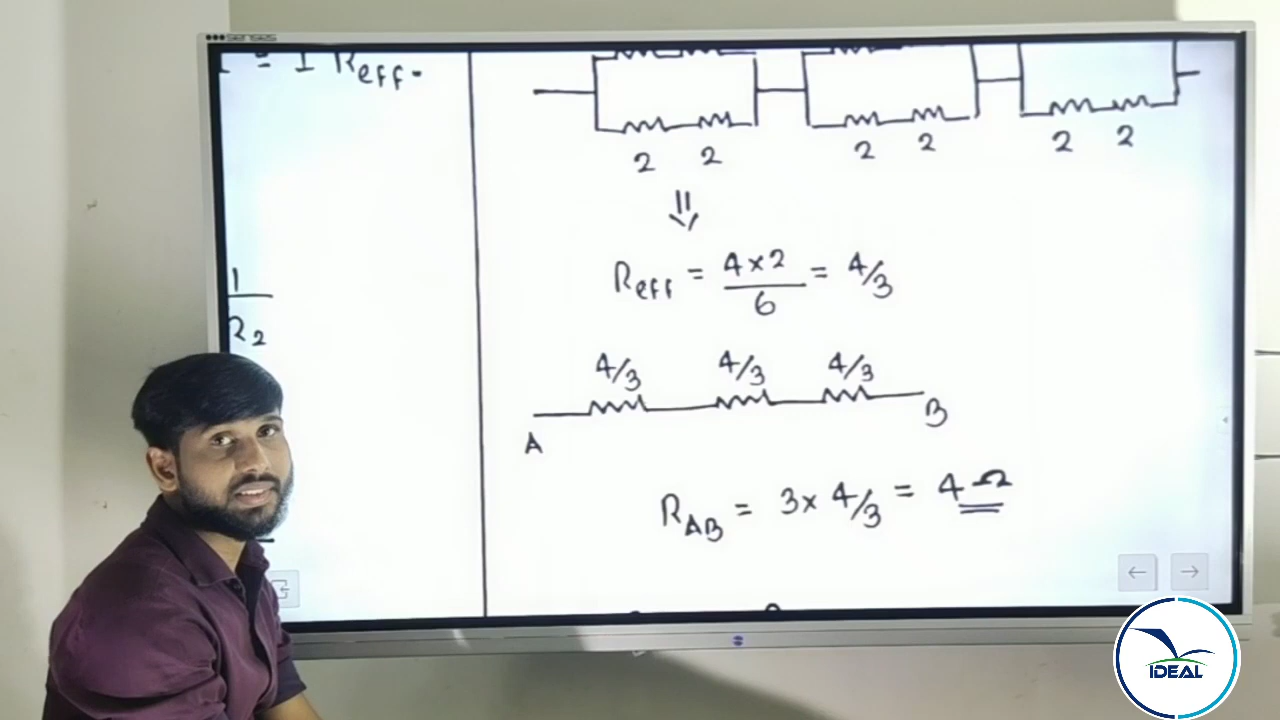 = I Reff.
2 2 2 2 2 2
⇓
Reff = 4×2/6 = 4/3
1/R2
4/3 4/3 4/3
A B
RAB = 3× 4/3 = 4Ω
IDEAL